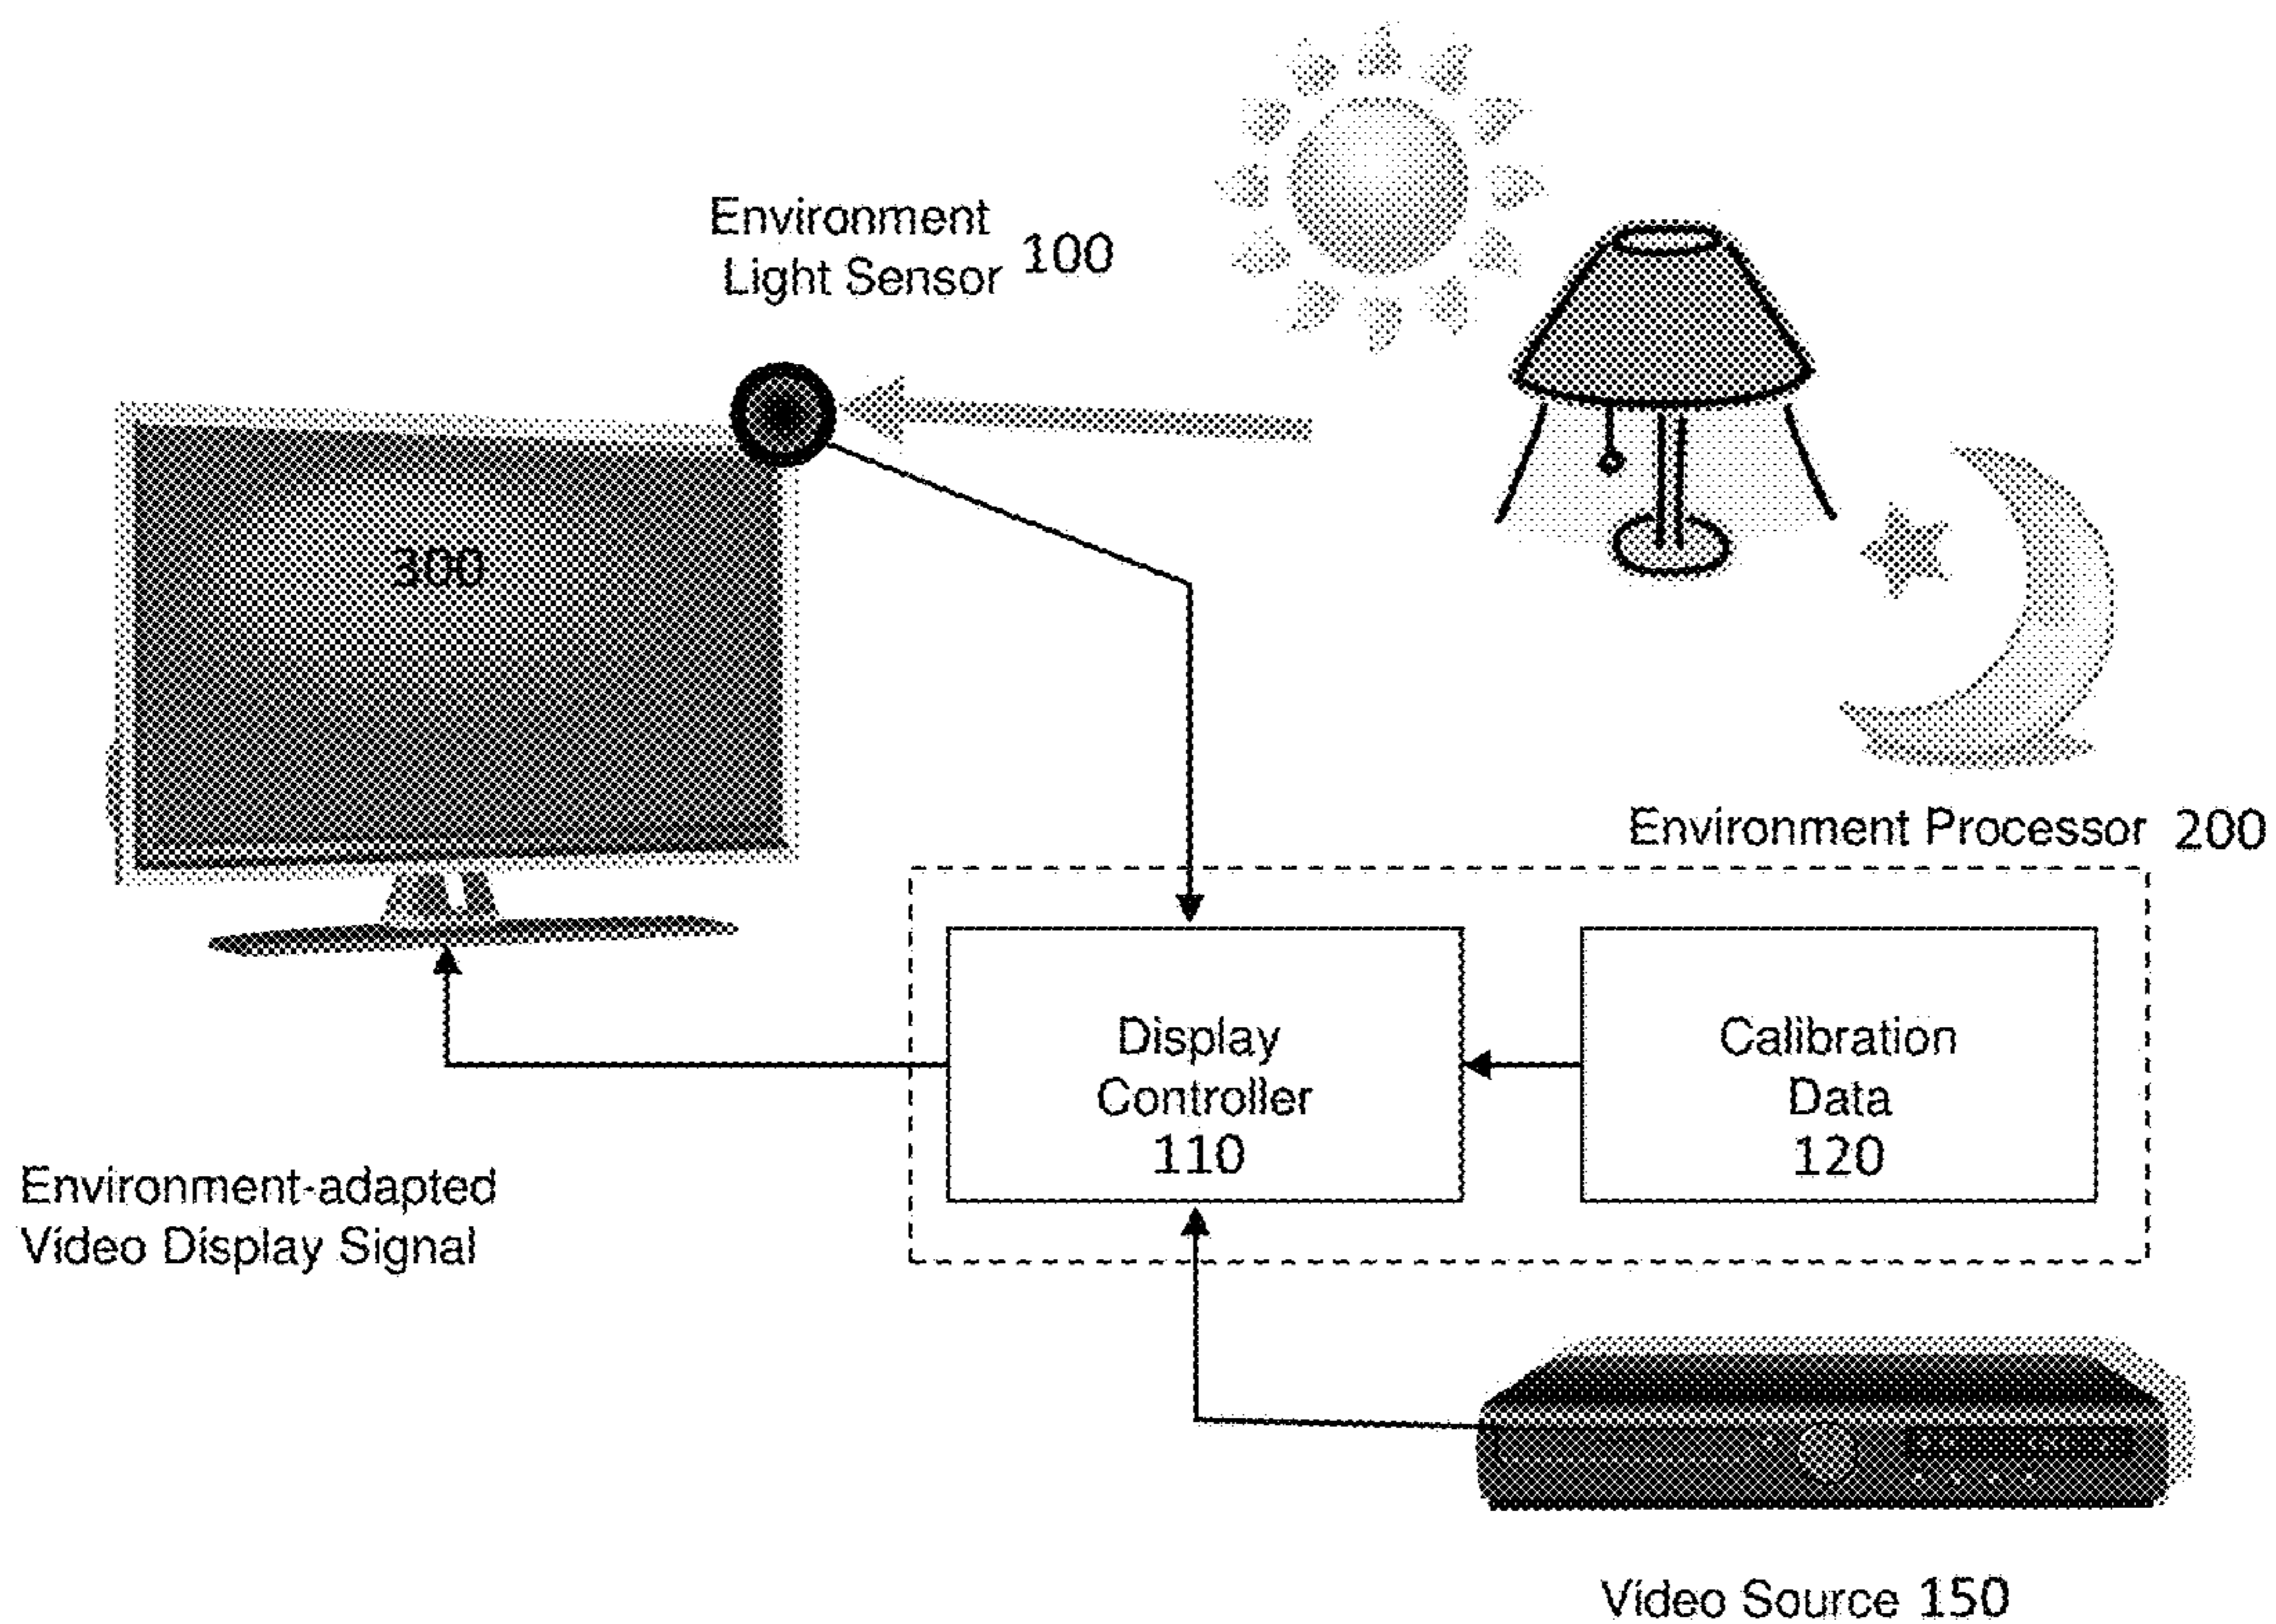 Environment
Light Sensor 100
300
Environment Processor 200
Display
Controller
110
Calibration
Data
120
Environment-adapted
Video Display Signal
Video Source 150